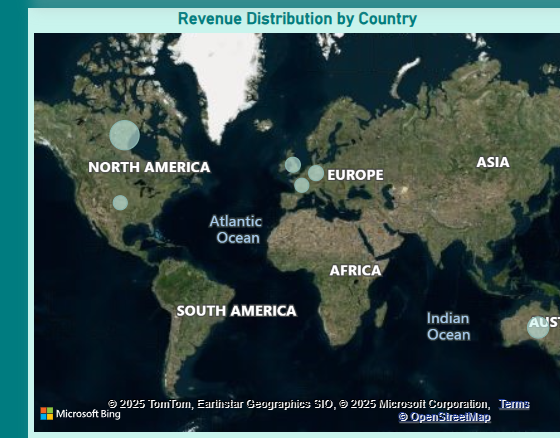 Revenue Distribution by Country
NORTH AMERICA
EUROPE
ASIA
Atlantic
Ocean
AFRICA
SOUTH AMERICA
Indian
Ocean
AUST
© 2025 TomTom, Earthstar Geographics SIO, © 2025 Microsoft Corporation, Terms
© OpenStreetMap
Microsoft Bing